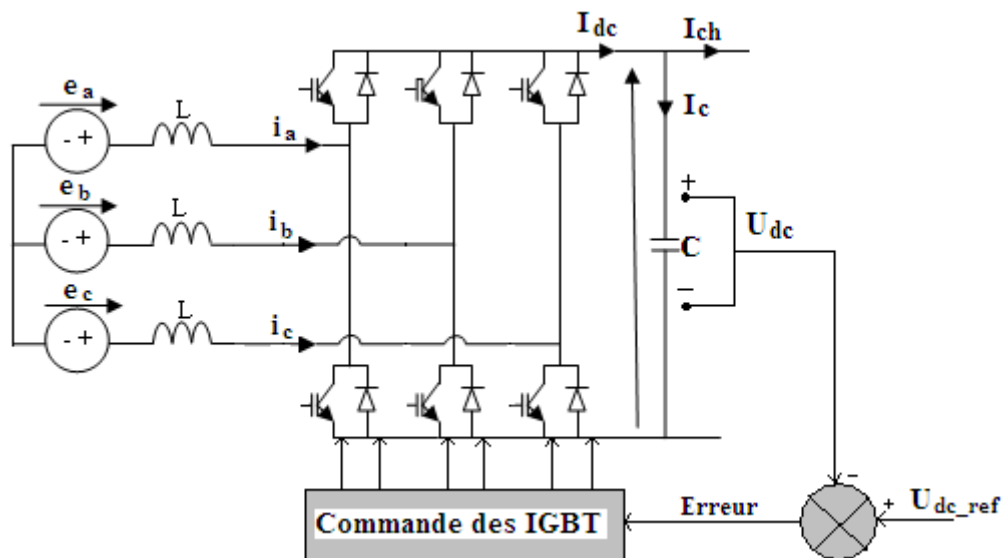 I dc
I ch
e a
L
i a
I c
- +
+
e b
L
i b
U dc
C
- +
−
e c
L
i c
- +
-
Commande des IGBT
Erreur
+
U dc_ref